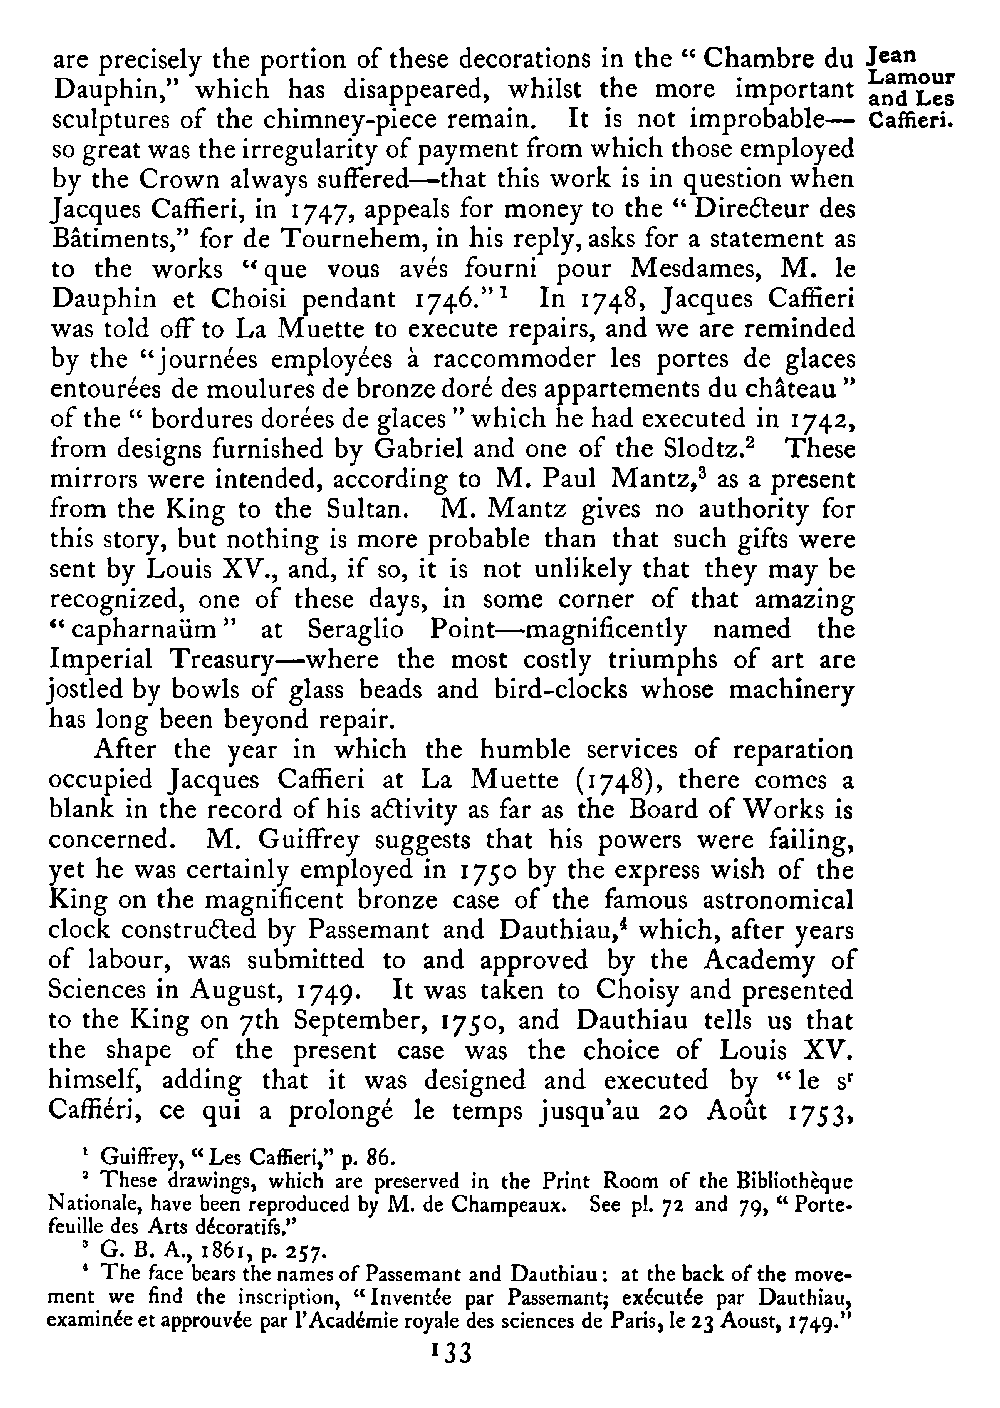 are precisely the portion of these decorations in the “ Chambre du
Dauphin,” which has disappeared, whilst the more important
sculptures of the chimney-piece remain. It is not improbable—
so great was the irregularity of payment from which those employed
by the Crown always suffered—that this work is in question when
Jacques Caffieri, in 1747, appeals for money to the “ Directeur des
Bâtiments,” for de Tournehem, in his reply, asks for a statement as
to the works “ que vous avés fourni pour Mesdames, M. le
Dauphin et Choisi pendant 1746.” ¹ In 1748, Jacques Caffieri
was told off to La Muette to execute repairs, and we are reminded
by the “ journées employées à raccommoder les portes de glaces
entourées de moulures de bronze doré des appartements du château ”
of the “ bordures dorées de glaces ” which he had executed in 1742,
from designs furnished by Gabriel and one of the Slodtz.² These
mirrors were intended, according to M. Paul Mantz,³ as a present
from the King to the Sultan. M. Mantz gives no authority for
this story, but nothing is more probable than that such gifts were
sent by Louis XV., and, if so, it is not unlikely that they may be
recognized, one of these days, in some corner of that amazing
“ capharnaüm ” at Seraglio Point—magnificently named the
Imperial Treasury—where the most costly triumphs of art are
jostled by bowls of glass beads and bird-clocks whose machinery
has long been beyond repair.
After the year in which the humble services of reparation
occupied Jacques Caffieri at La Muette (1748), there comes a
blank in the record of his activity as far as the Board of Works is
concerned. M. Guiffrey suggests that his powers were failing,
yet he was certainly employed in 1750 by the express wish of the
King on the magnificent bronze case of the famous astronomical
clock constructed by Passemant and Dauthiau,⁴ which, after years
of labour, was submitted to and approved by the Academy of
Sciences in August, 1749. It was taken to Choisy and presented
to the King on 7th September, 1750, and Dauthiau tells us that
the shape of the present case was the choice of Louis XV.
himself, adding that it was designed and executed by “ le sʳ
Caffiéri, ce qui a prolongé le temps jusqu’au 20 Août 1753,
Jean
Lamour
and Les
Caffieri.
¹ Guiffrey, “ Les Caffieri,” p. 86.
² These drawings, which are preserved in the Print Room of the Bibliothèque
Nationale, have been reproduced by M. de Champeaux. See pl. 72 and 79, “ Porte-
feuille des Arts décoratifs.”
³ G. B. A., 1861, p. 257.
⁴ The face bears the names of Passemant and Dauthiau : at the back of the move-
ment we find the inscription, “ Inventée par Passemant; exécutée par Dauthiau,
examinée et approuvée par l’Académie royale des sciences de Paris, le 23 Aoust, 1749.”
133